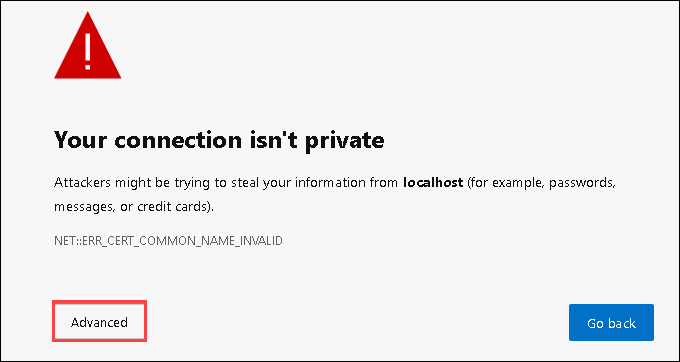 Your connection isn't private
Attackers might be trying to steal your information from localhost (for example, passwords,
messages, or credit cards).
NET::ERR_CERT_COMMON_NAME_INVALID
Advanced
Go back